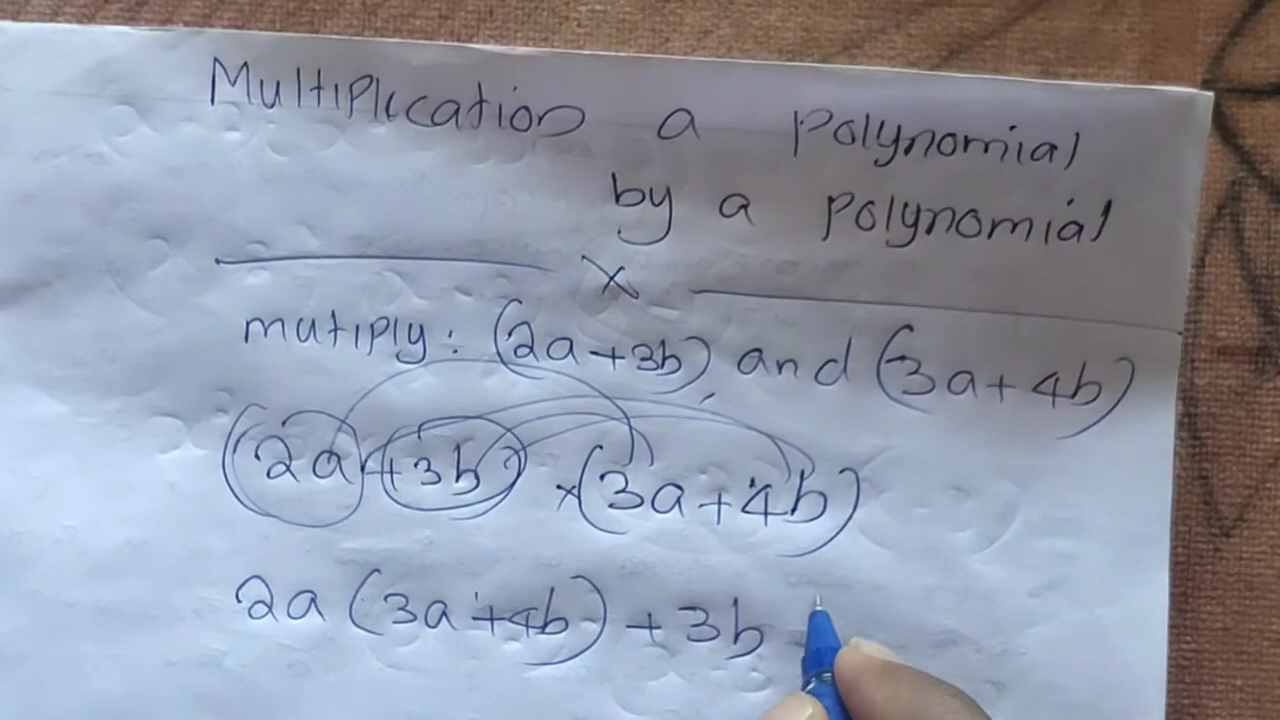 Multiplication a polynomial
by a polynomial
×
mutiply: (2a+3b) and (3a+4b)
(2a+3b) ×(3a+4b)
2a(3a+4b)+3b